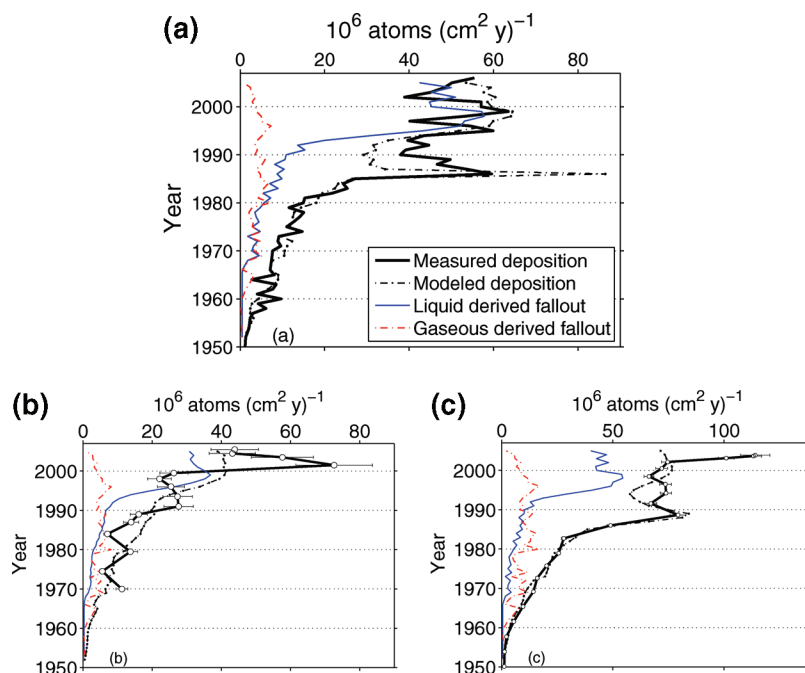 (a)
10^6 atoms (cm^2 y)^−1
0 20 40 60 80
2000
1990
1980
1970
1960
1950
Year
Measured deposition
Modeled deposition
Liquid derived fallout
Gaseous derived fallout
(a)
(b)
10^6 atoms (cm^2 y)^−1
0 20 40 60 80
2000
1990
1980
1970
1960
1950
Year
(b)
(c)
10^6 atoms (cm^2 y)^−1
0 50 100
2000
1990
1980
1970
1960
1950
Year
(c)